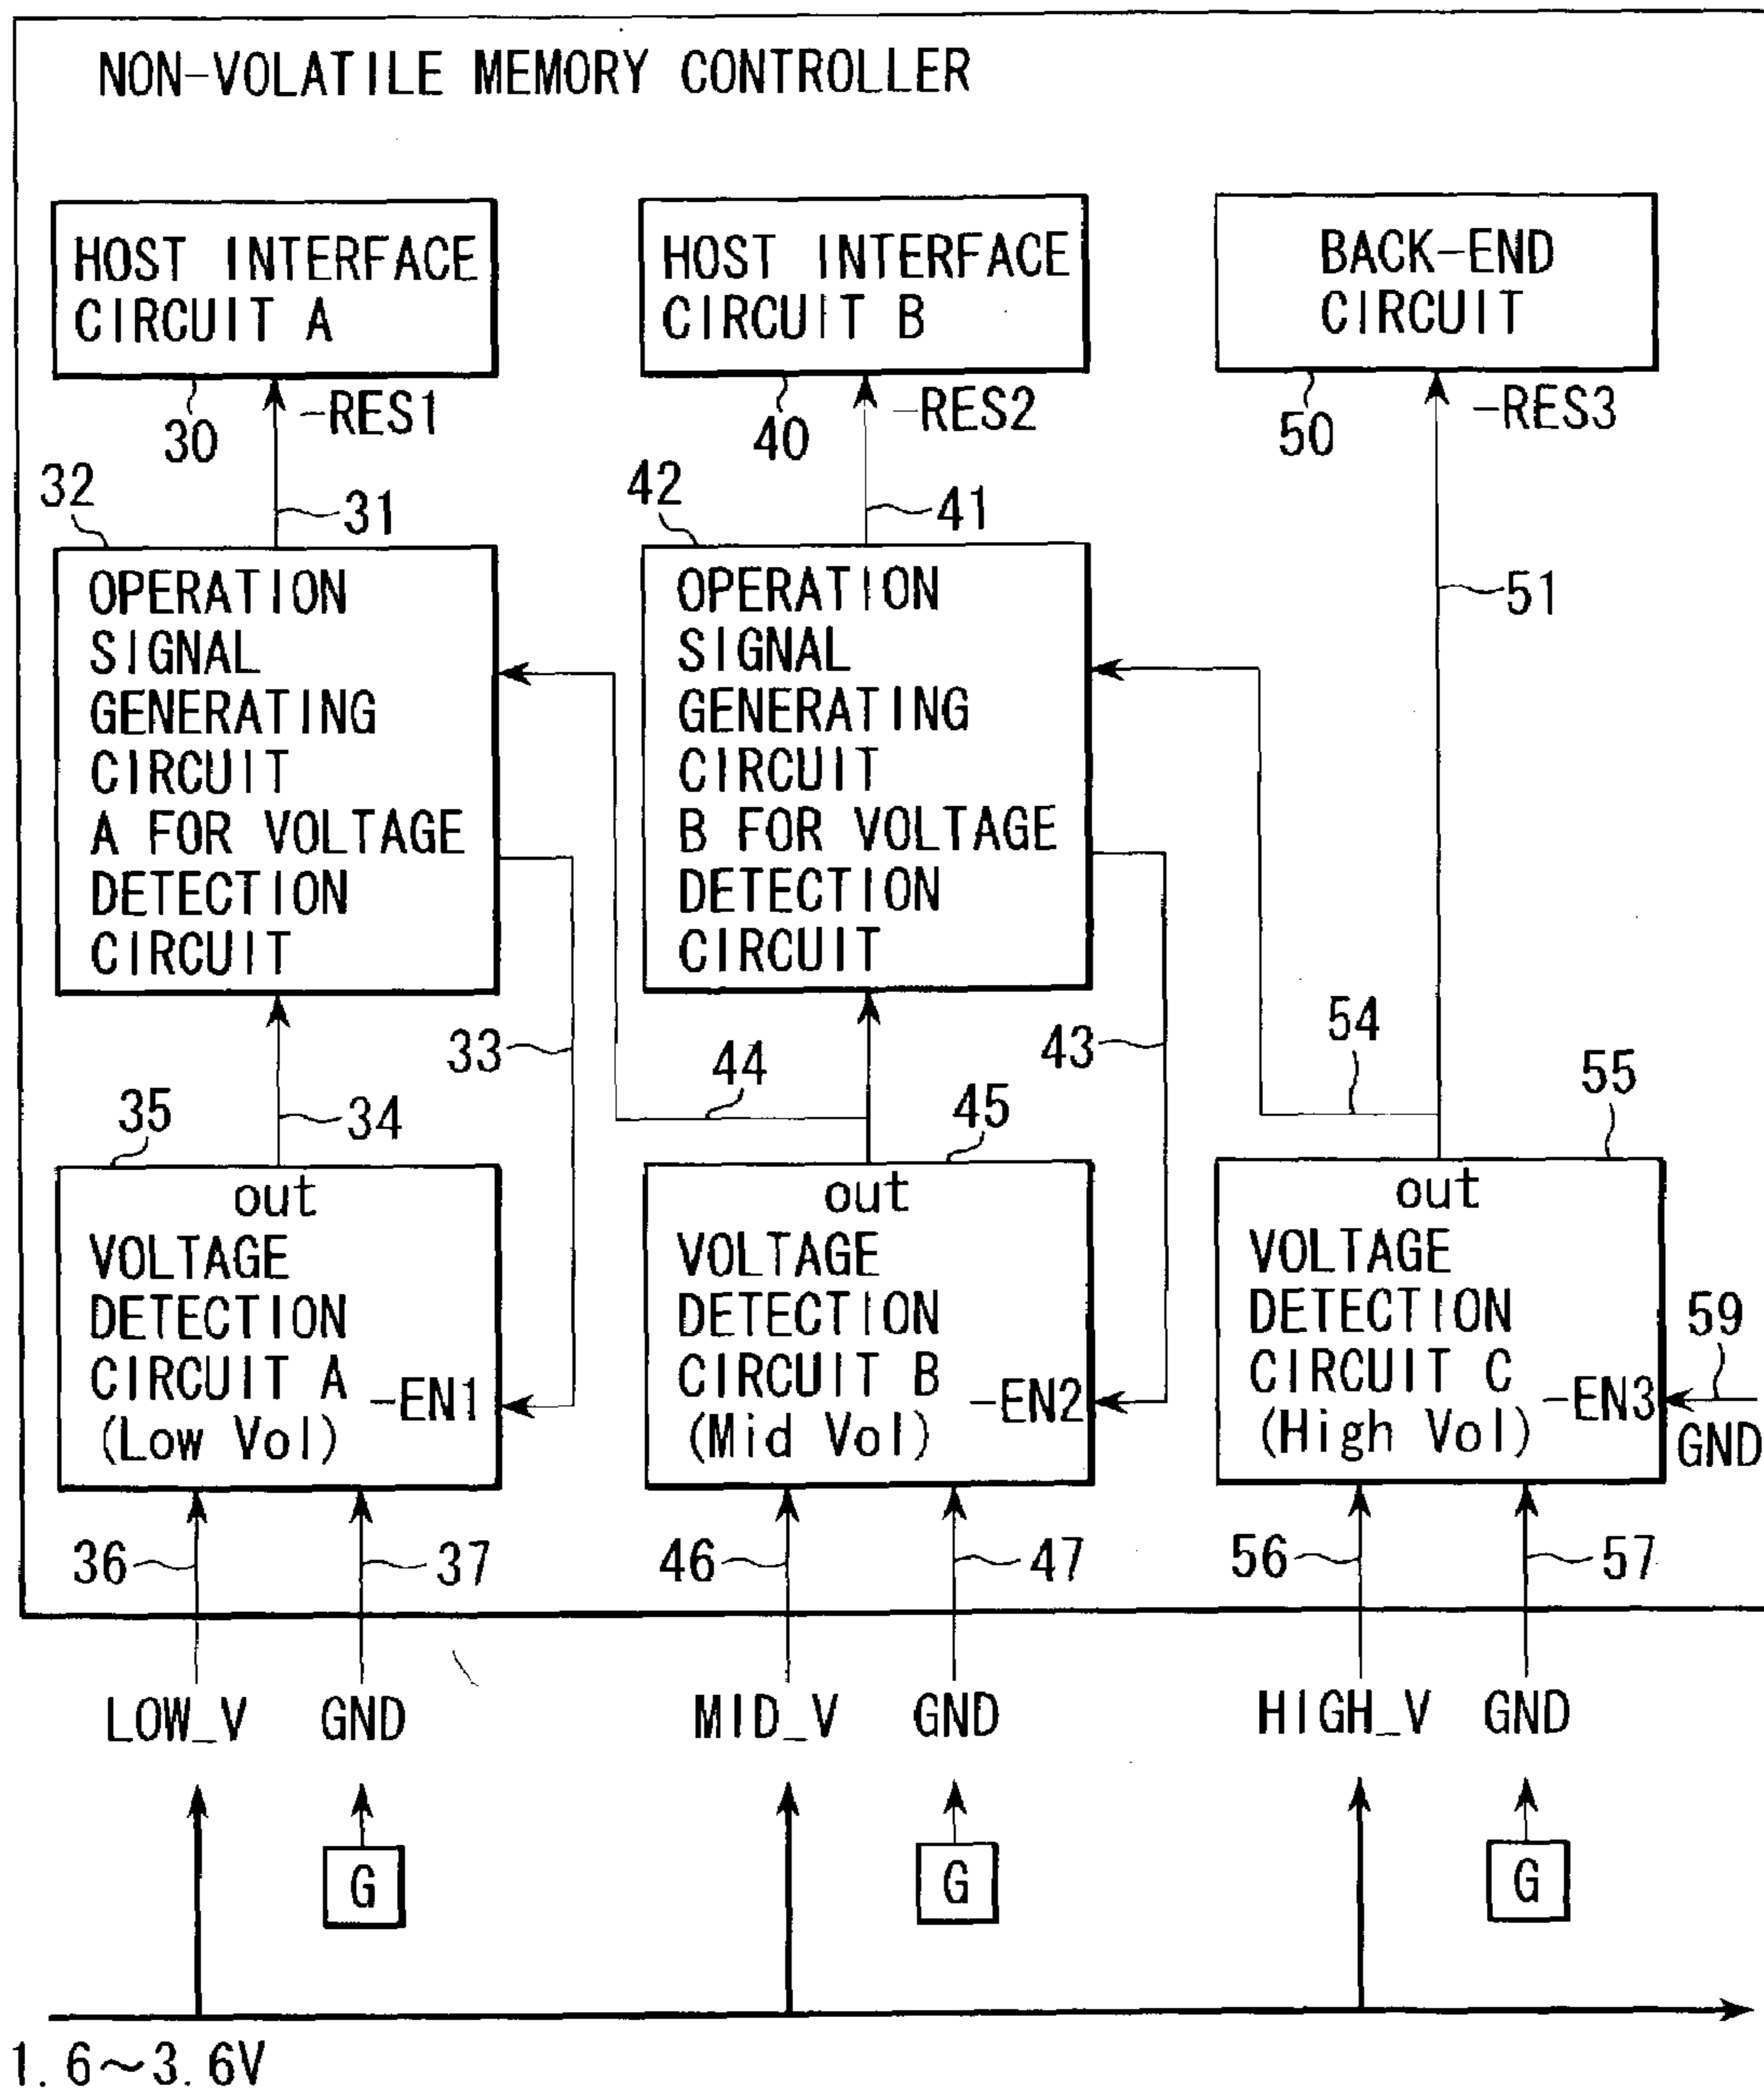 NON-VOLATILE MEMORY CONTROLLER
HOST INTERFACE
CIRCUIT A
HOST INTERFACE
CIRCUIT B
BACK-END
CIRCUIT
30
-RES1
40
-RES2
50
-RES3
32
31
42
41
51
OPERATION
SIGNAL
GENERATING
CIRCUIT
A FOR VOLTAGE
DETECTION
CIRCUIT
OPERATION
SIGNAL
GENERATING
CIRCUIT
B FOR VOLTAGE
DETECTION
CIRCUIT
33
44
43
54
35
34
45
55
out
VOLTAGE
DETECTION
CIRCUIT A
(Low Vol)
-EN1
out
VOLTAGE
DETECTION
CIRCUIT B
(Mid Vol)
-EN2
out
VOLTAGE
DETECTION
CIRCUIT C
(High Vol)
-EN3
59
GND
36
37
46
47
56
57
LOW_V
GND
MID_V
GND
HIGH_V
GND
G
G
G
1.6~3.6V